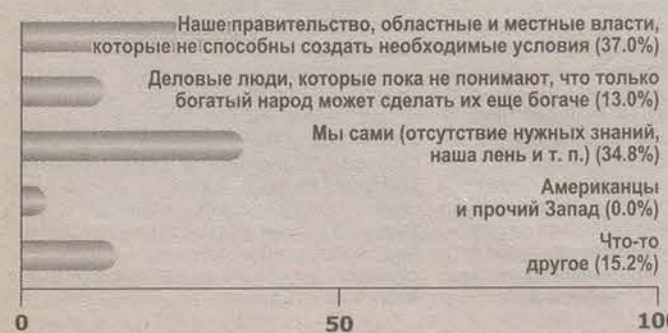 Наше правительство, областные и местные власти,
которые не способны создать необходимые условия (37.0%)
Деловые люди, которые пока не понимают, что только
богатый народ может сделать их еще богаче (13.0%)
Мы сами (отсутствие нужных знаний,
наша лень и т. п.) (34.8%)
Американцы
и прочий Запад (0.0%)
Что-то
другое (15.2%)
0 50 100